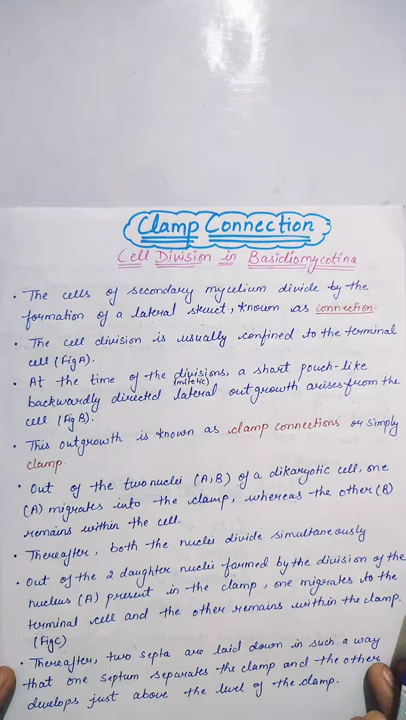 Clamp Connection
Cell Division in Basidiomycotina
• The cells of secondary mycelium divide by the
formation of a lateral struct, known as connection.
• The cell division is usually confined to the terminal
cell (Fig A).
• At the time of the divisions, a short pouch-like
(mitotic)
backwardly directed lateral outgrowth arises from the
cell (Fig B).
• This outgrowth is known as clamp connections or simply
clamp.
• Out of the two nuclei (A,B) of a dikaryotic cell, one
(A) migrates into the clamp, whereas the other (B)
remains within the cell.
• Thereafter, both the nuclei divide simultaneously
• Out of the 2 daughter nuclei formed by the division of the
nucleus (A) present in the clamp, one migrates to the
terminal cell and the other remains within the clamp.
(Fig C)
• Thereafter, two septa are laid down in such a way
that one septum separates the clamp and the other
develops just above the level of the clamp.